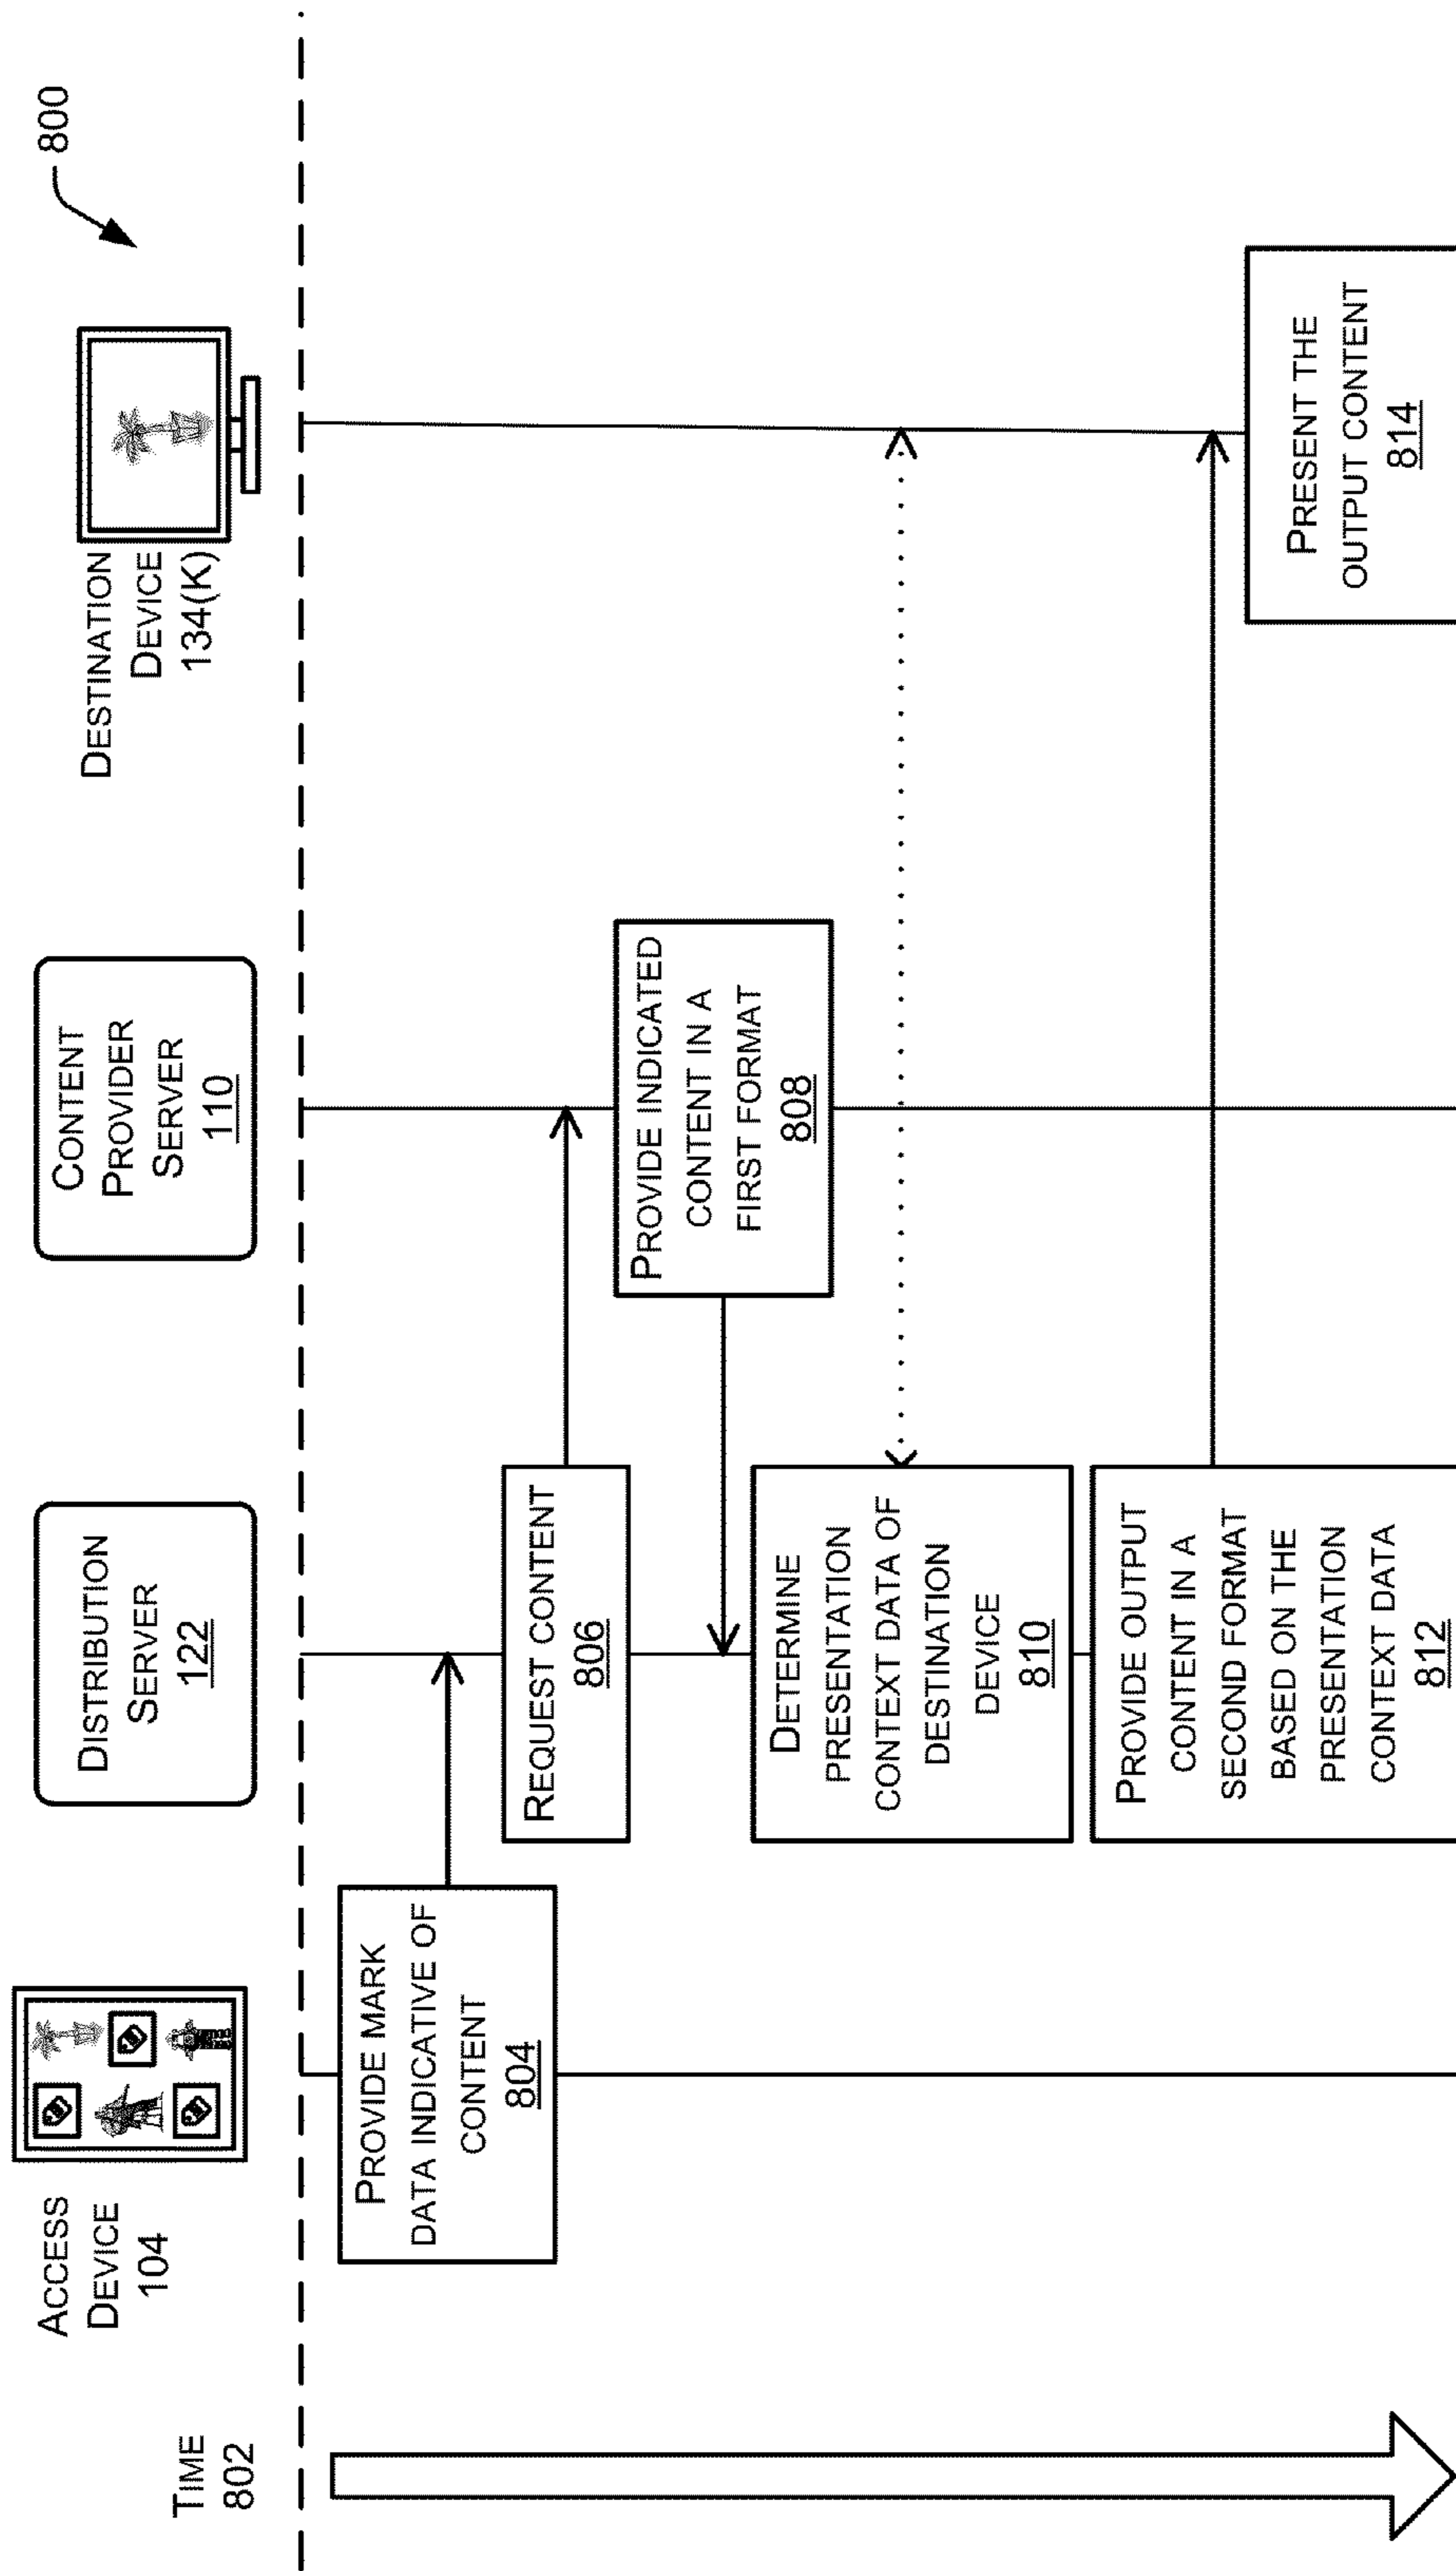 800
TIME
802
ACCESS
DEVICE
104
DISTRIBUTION
SERVER
122
CONTENT
PROVIDER
SERVER
110
DESTINATION
DEVICE
134(K)
PROVIDE MARK
DATA INDICATIVE OF
CONTENT
804
REQUEST CONTENT
806
PROVIDE INDICATED
CONTENT IN A
FIRST FORMAT
808
DETERMINE
PRESENTATION
CONTEXT DATA OF
DESTINATION
DEVICE
810
PROVIDE OUTPUT
CONTENT IN A
SECOND FORMAT
BASED ON THE
PRESENTATION
CONTEXT DATA
812
PRESENT THE
OUTPUT CONTENT
814